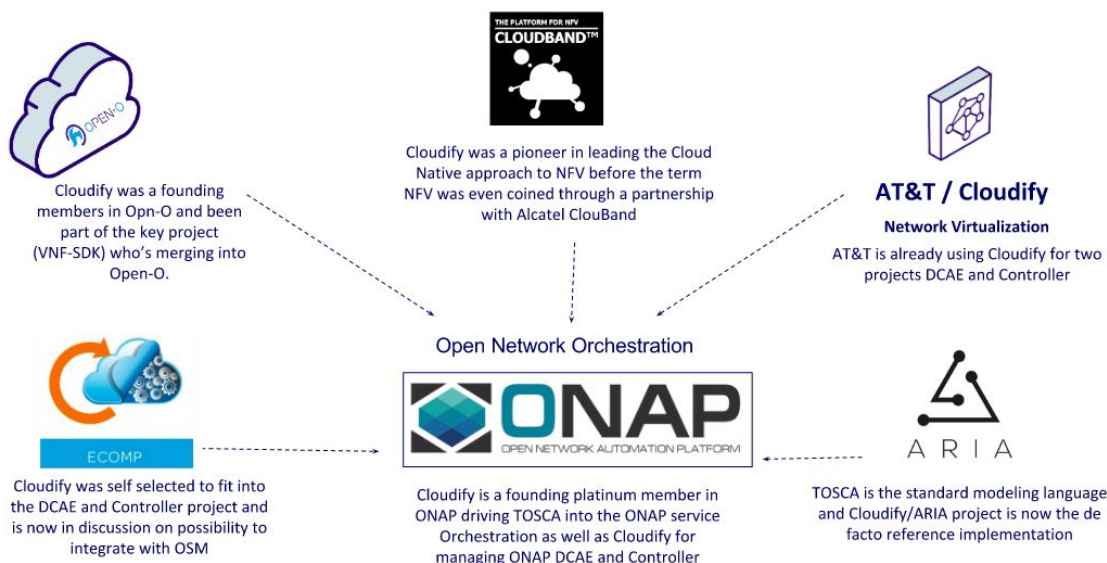 OPEN-O
Cloudify was a founding
members in Opn-O and been
part of the key project
(VNF-SDK) who's merging into
Open-O.
THE PLATFORM FOR NFV
CLOUDBAND™
Cloudify was a pioneer in leading the Cloud
Native approach to NFV before the term
NFV was even coined through a partnership
with Alcatel ClouBand
AT&T / Cloudify
Network Virtualization
AT&T is already using Cloudify for two
projects DCAE and Controller
ECOMP
Cloudify was self selected to fit into
the DCAE and Controller project and
is now in discussion on possibility to
integrate with OSM
Open Network Orchestration
ONAP
OPEN NETWORK AUTOMATION PLATFORM
Cloudify is a founding platinum member in
ONAP driving TOSCA into the ONAP service
Orchestration as well as Cloudify for
managing ONAP DCAE and Controller
ARIA
TOSCA is the standard modeling language
and Cloudify/ARIA project is now the de
facto reference implementation